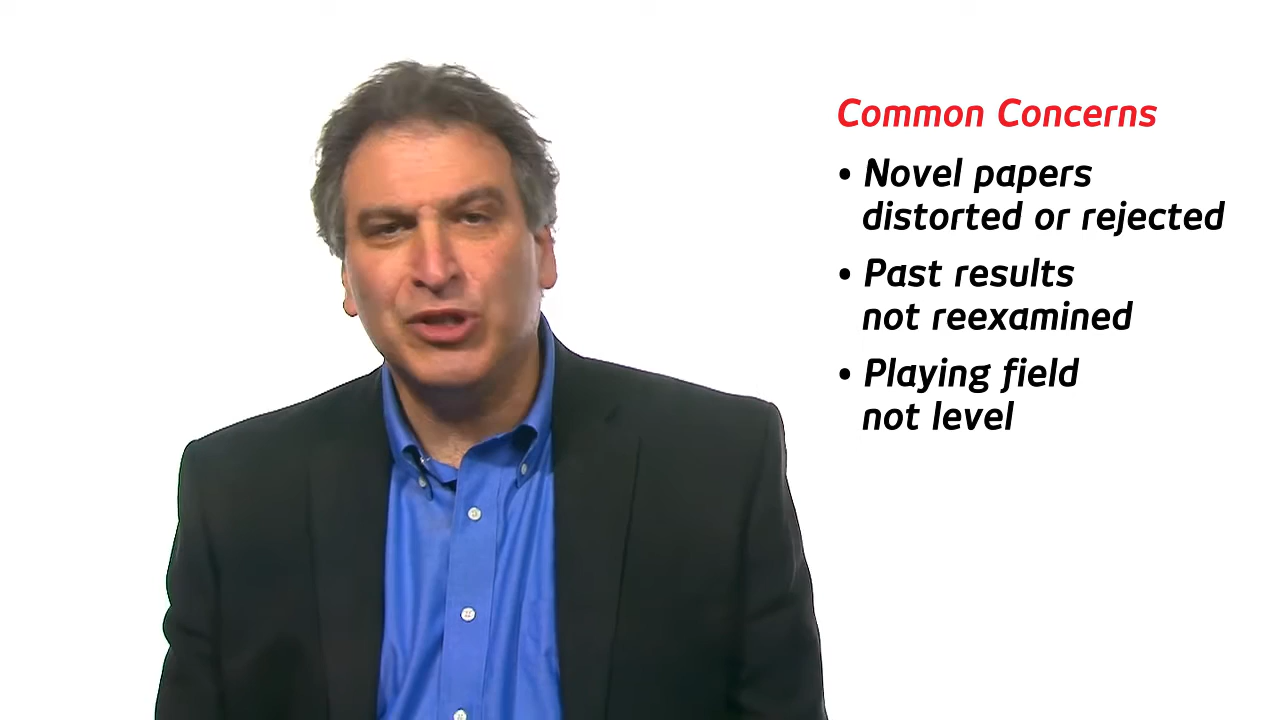 Common Concerns
• Novel papers
distorted or rejected
• Past results
not reexamined
• Playing field
not level